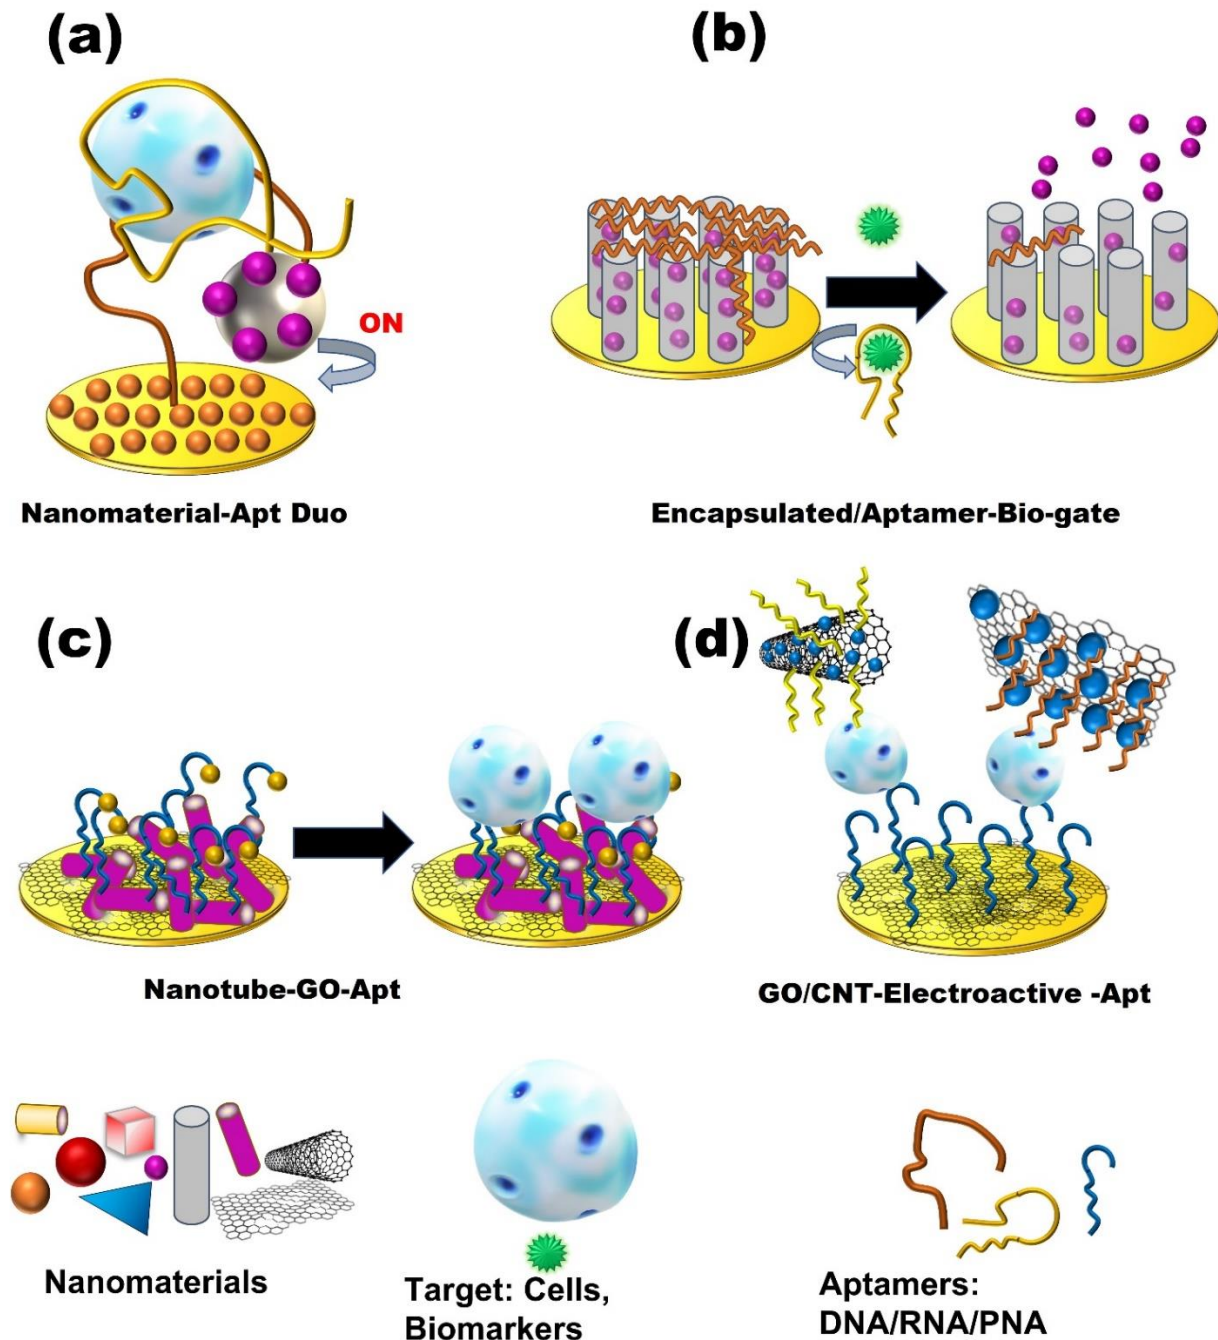 (a)
(b)
ON
Nanomaterial-Apt Duo
Encapsulated/Aptamer-Bio-gate
(c)
(d)
Nanotube-GO-Apt
GO/CNT-Electroactive -Apt
Nanomaterials
Target: Cells,
Biomarkers
Aptamers:
DNA/RNA/PNA